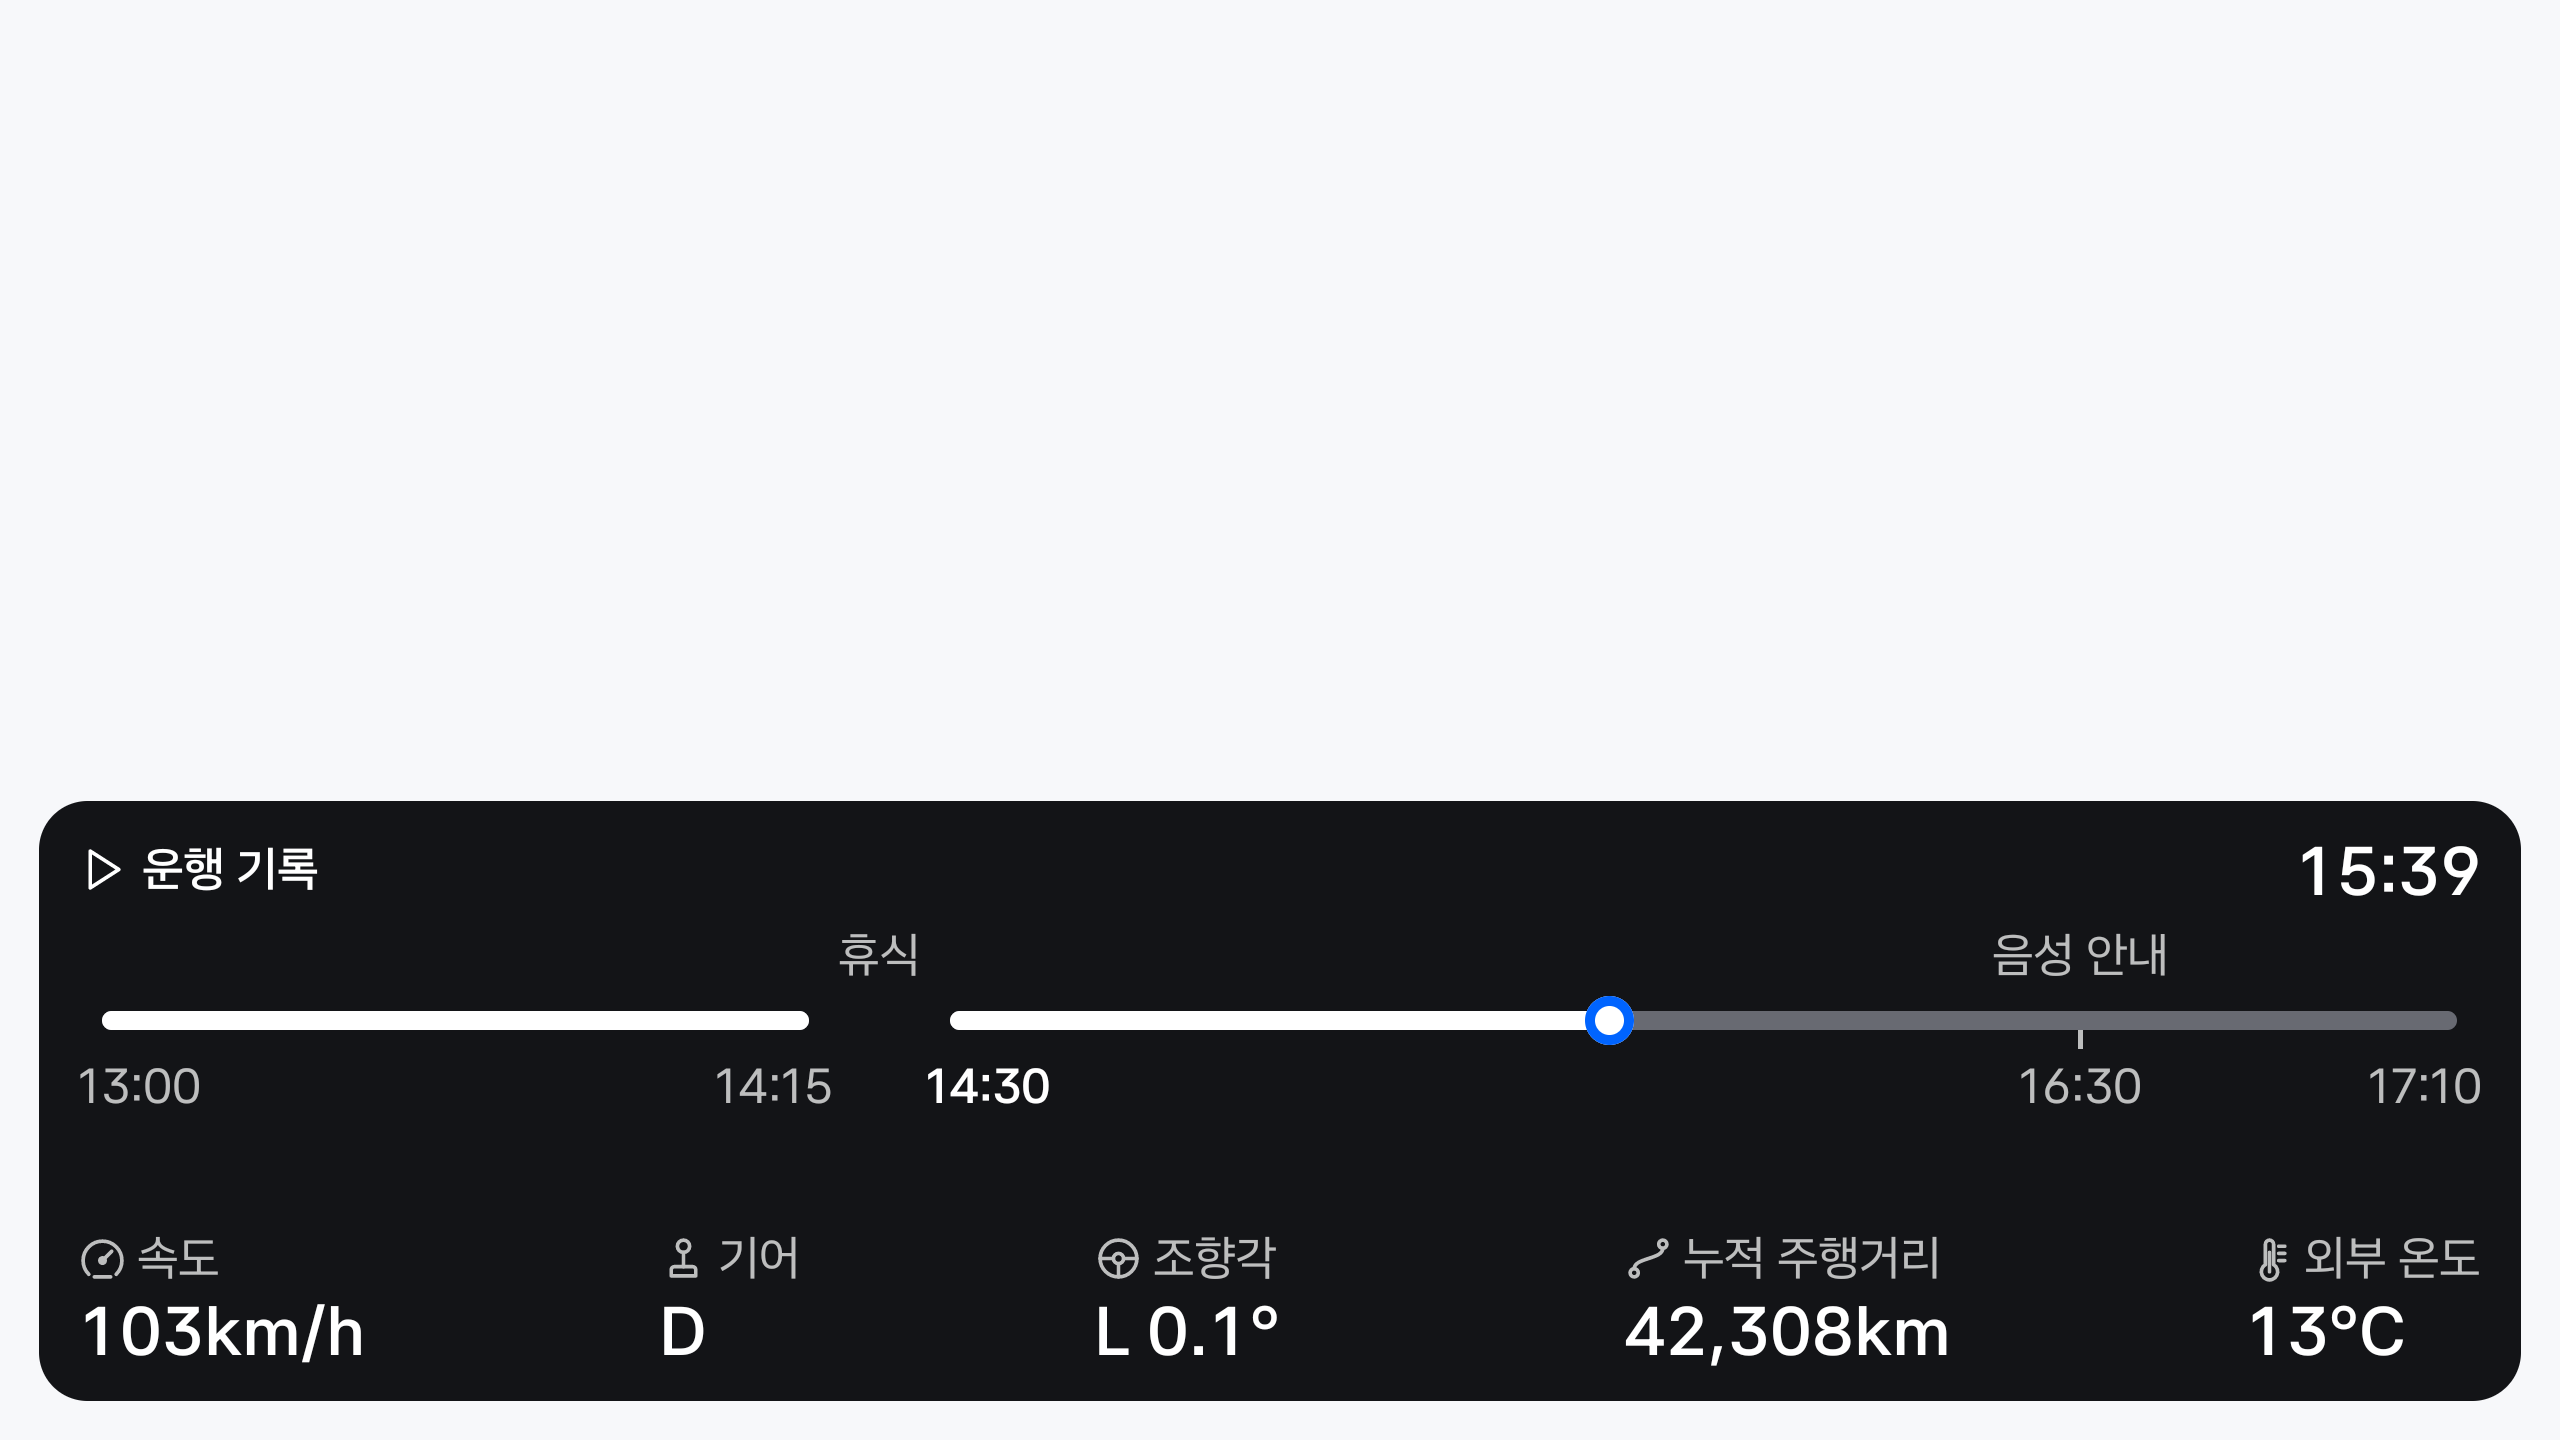 운행 기록
15:39
휴식
음성 안내
13:00
14:15
14:30
16:30
17:10
속도
기어
조향각
누적 주행거리
외부 온도
103km/h
D
L 0.1°
42,308km
13°C